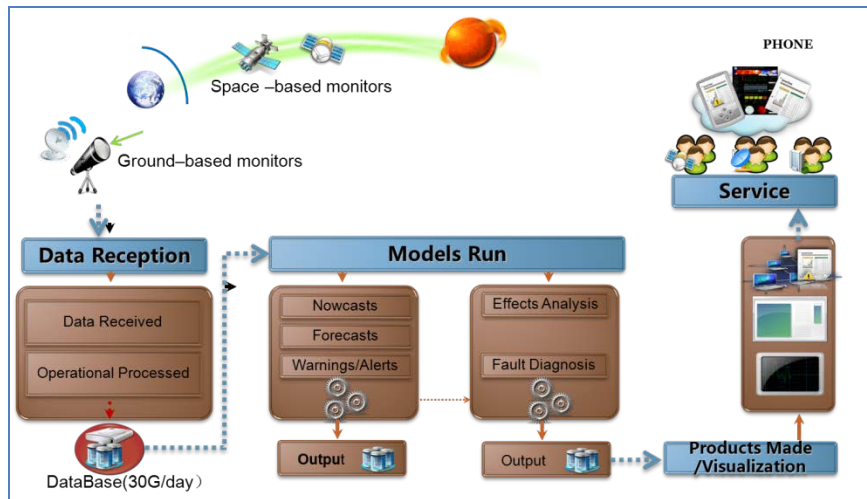 PHONE
Space –based monitors
Ground–based monitors
Service
Data Reception
Models Run
Data Received
Operational Processed
Nowcasts
Forecasts
Warnings/Alerts
Effects Analysis
Fault Diagnosis
Output
Output
Products Made
/Visualization
DataBase(30G/day）